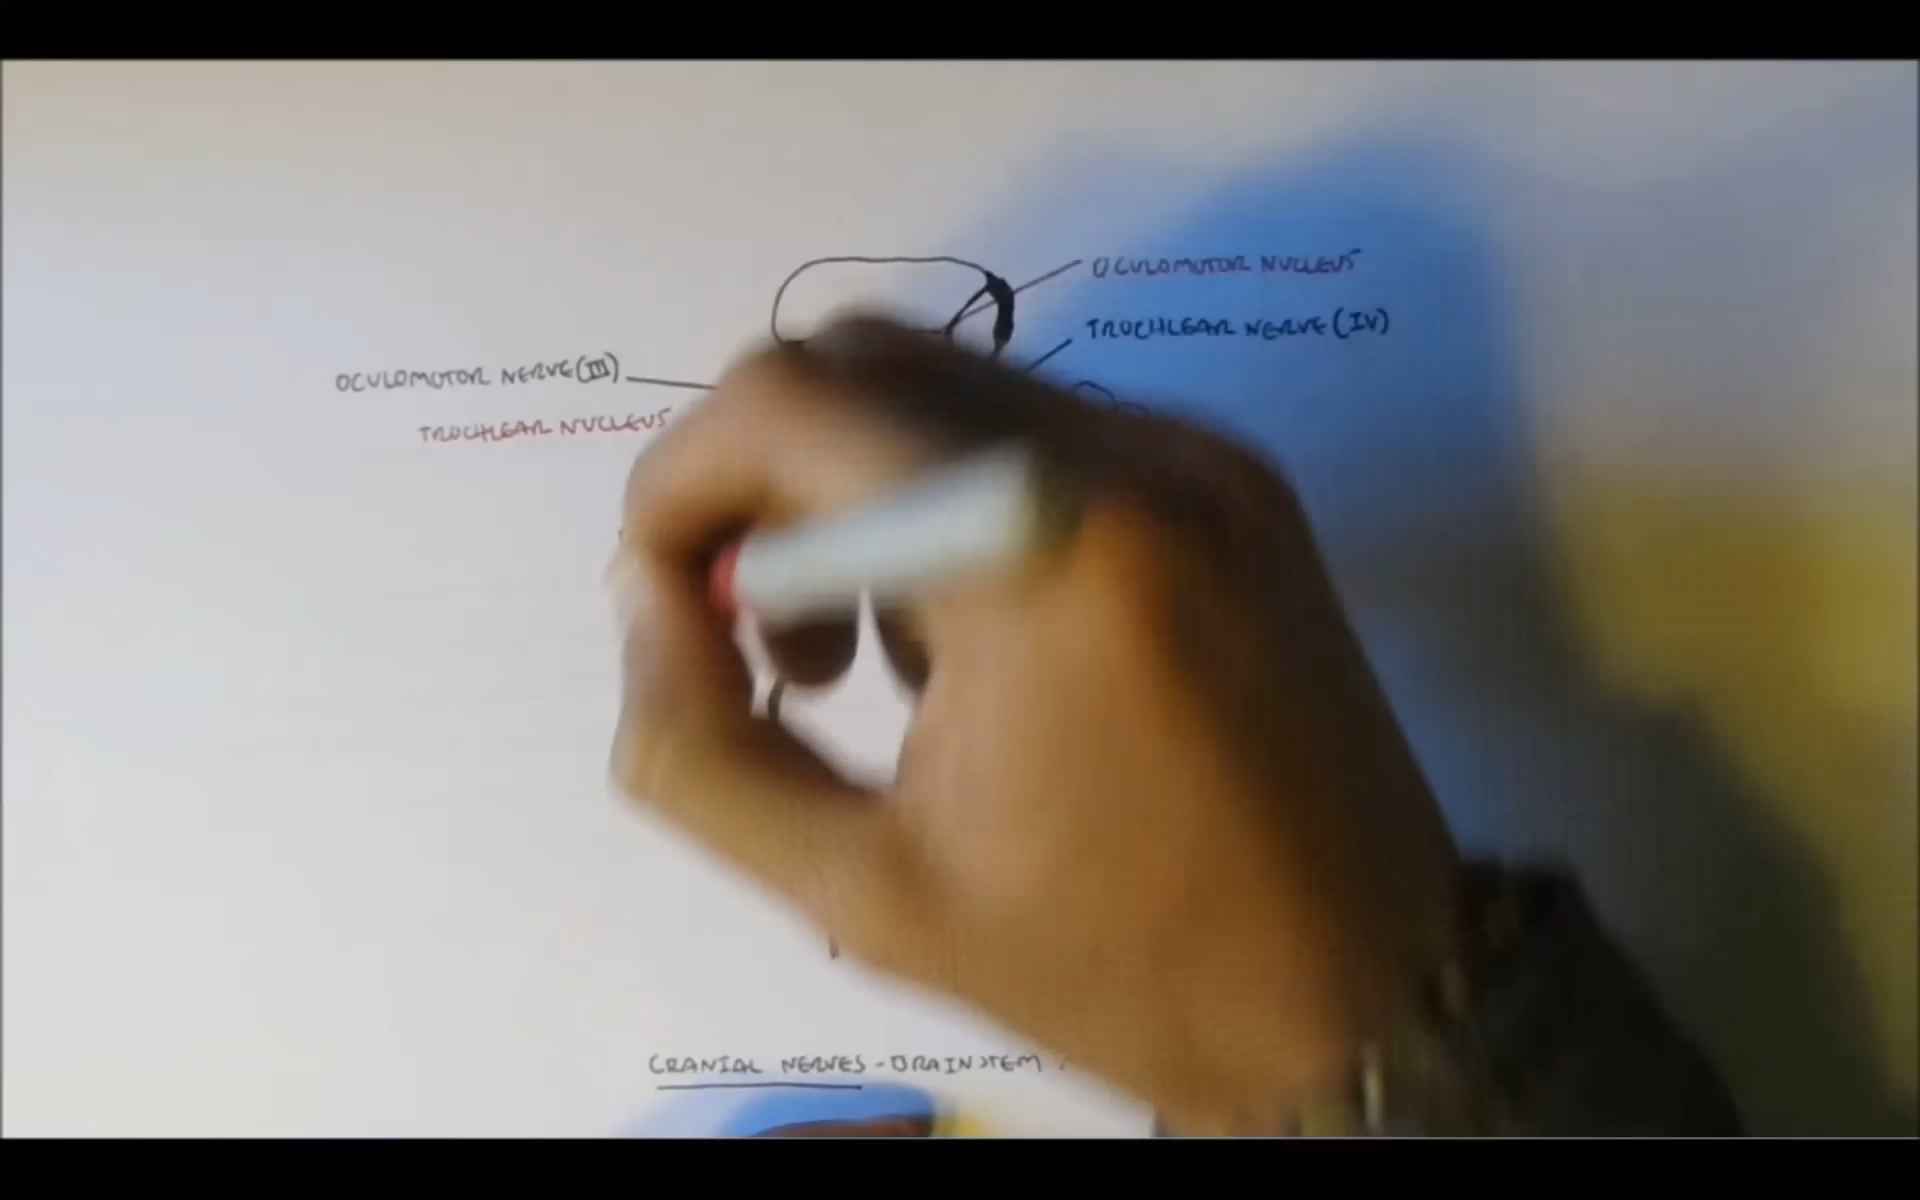 OCULOMOTOR NUCLEUS
TROCHLEAR NERVE (IV)
OCULOMOTOR NERVE (III)
TROCHLEAR NUCLEUS
CRANIAL NERVES - BRAINSTEM